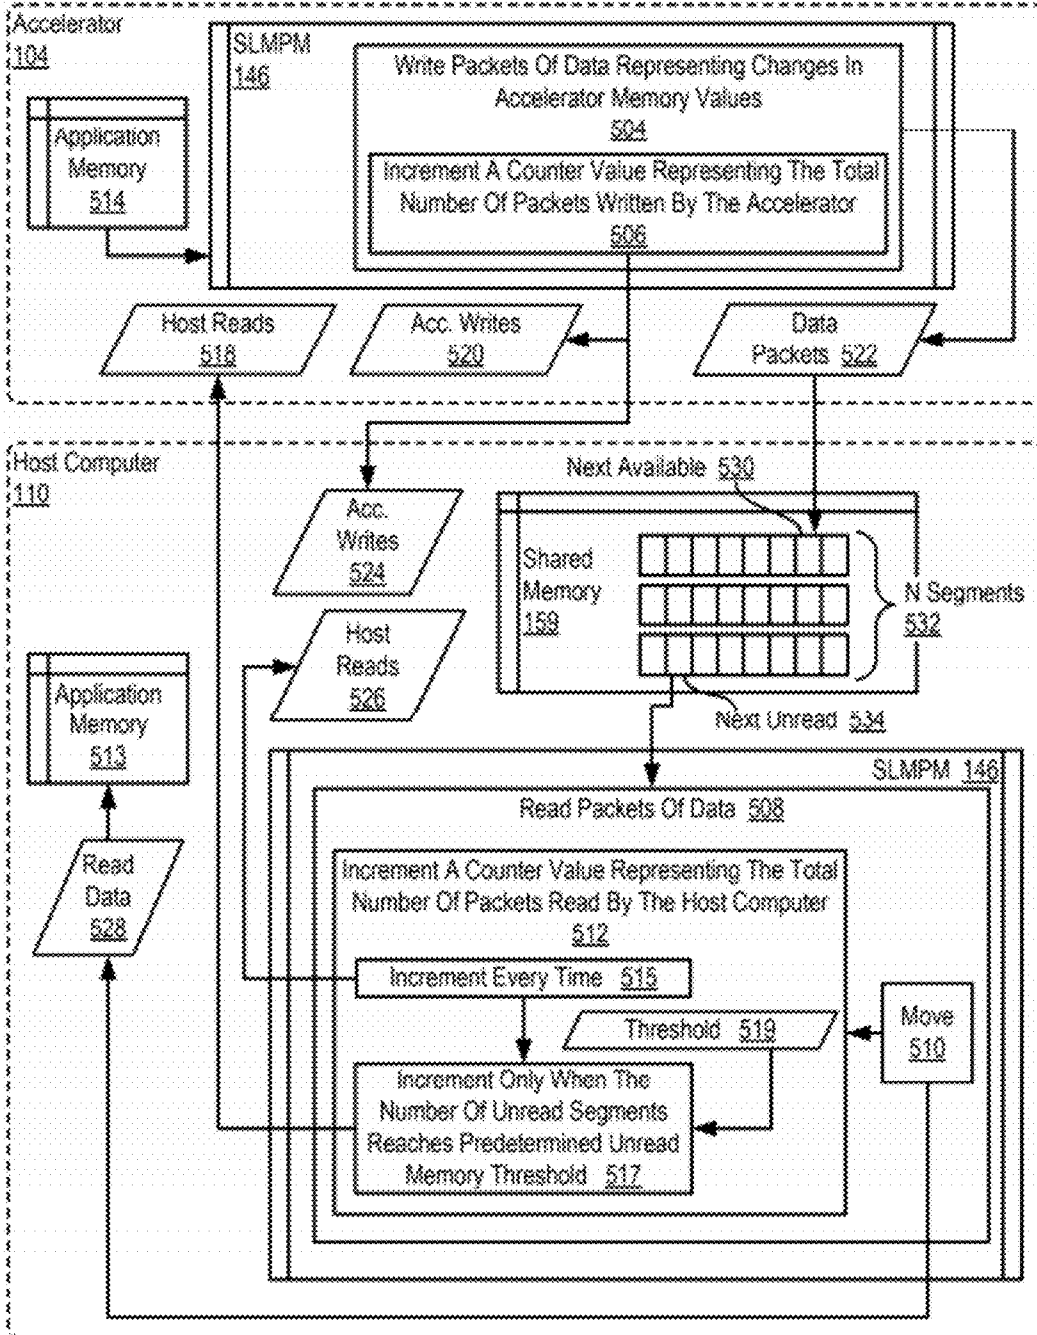 Accelerator
104
SLMPM
146
Write Packets Of Data Representing Changes In
Accelerator Memory Values
504
Increment A Counter Value Representing The Total
Number Of Packets Written By The Accelerator
506
Application
Memory
514
Host Reads
518
Acc. Writes
520
Data
Packets 522
Host Computer
110
Next Available 530
Acc.
Writes
524
Shared
Memory
159
N Segments
532
Host
Reads
526
Next Unread 534
Application
Memory
513
SLMPM 146
Read Packets Of Data 508
Read
Data
528
Increment A Counter Value Representing The Total
Number Of Packets Read By The Host Computer
512
Increment Every Time 515
Threshold 519
Move
510
Increment Only When The
Number Of Unread Segments
Reaches Predetermined Unread
Memory Threshold 517